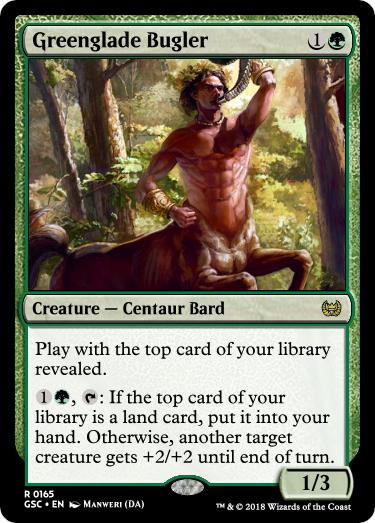 Greenglade Bugler 1
Creature — Centaur Bard
Play with the top card of your library
revealed.
1, : If the top card of your
library is a land card, put it into your
hand. Otherwise, another target
creature gets +2/+2 until end of turn.
1/3
R 0165
GSC • EN Manweri (DA)
™ & © 2018 Wizards of the Coast